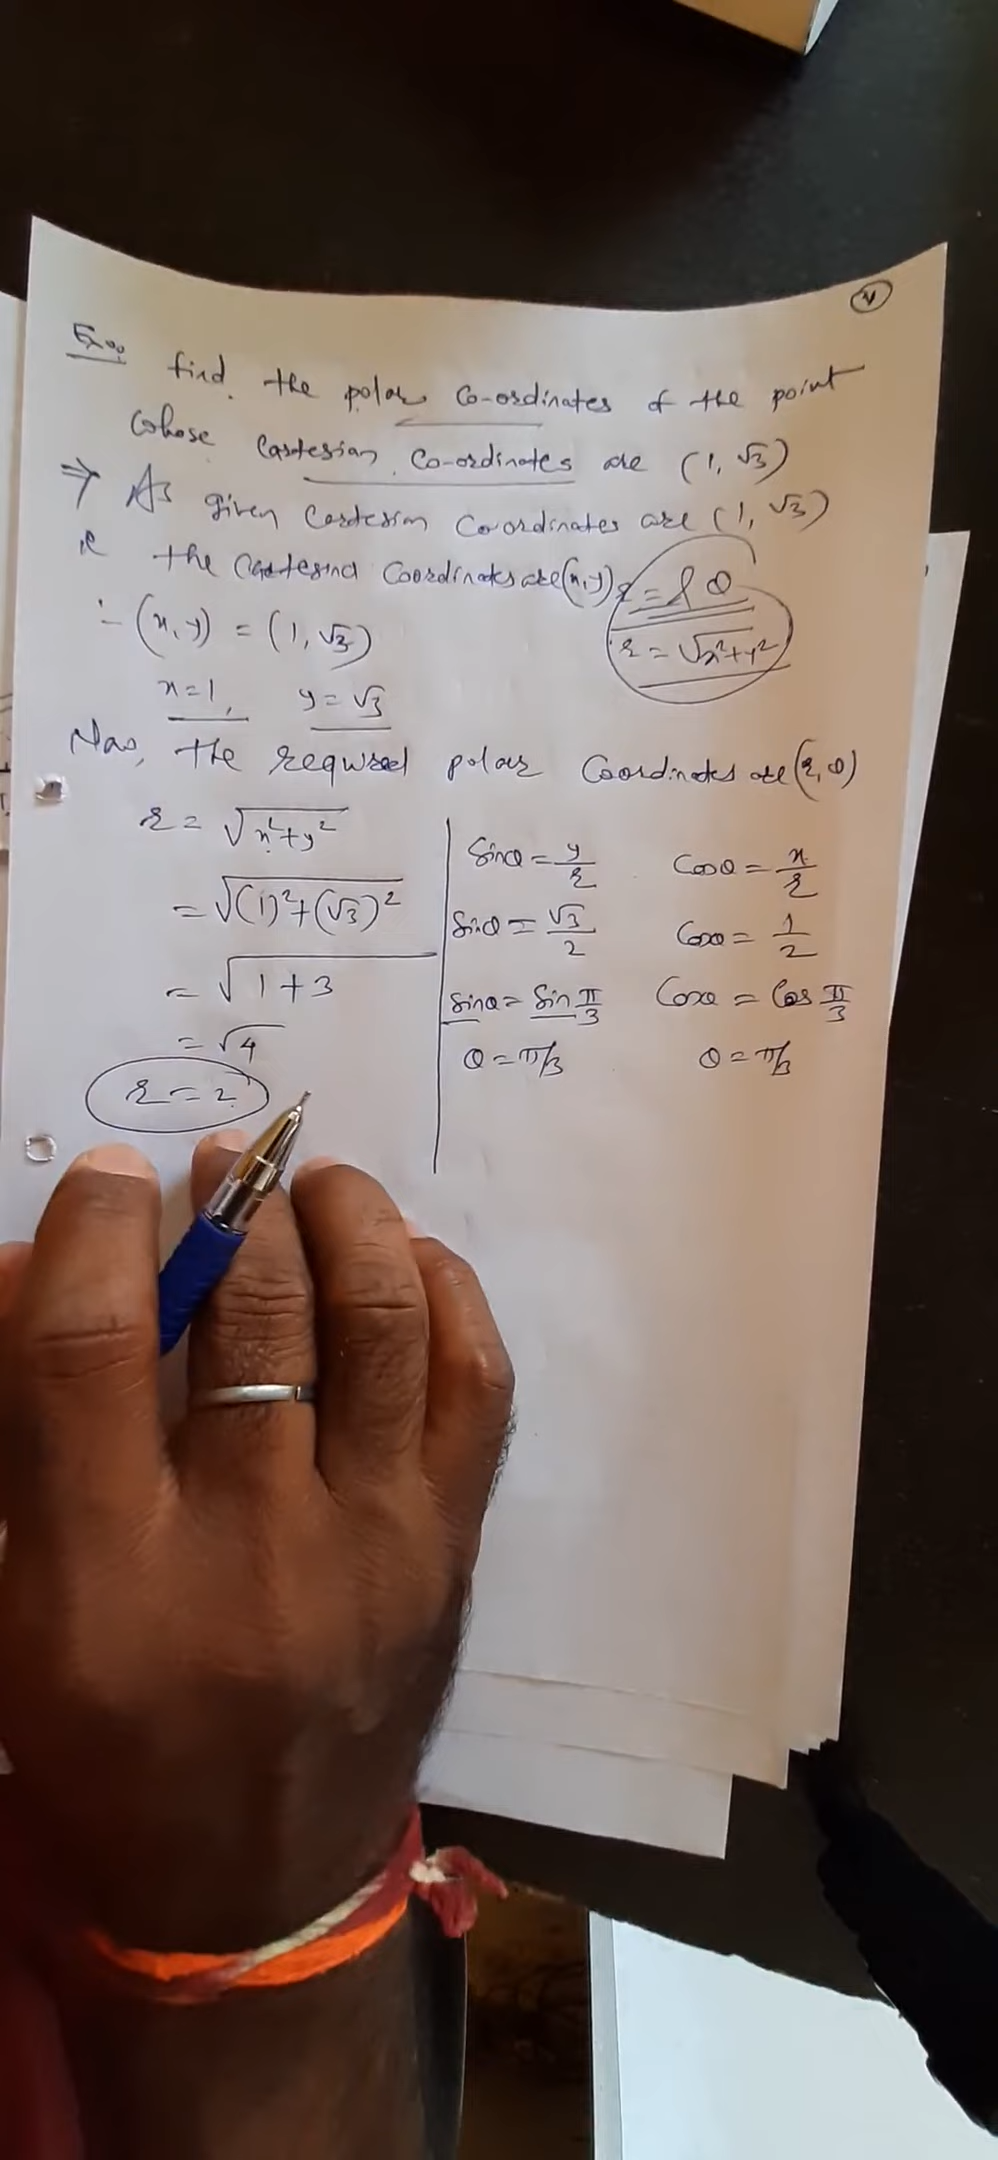 Ex:
find the polar co-ordinates of the point
whose Cartesian Co-ordinates are (1, √3)
⇒ As given Cartesian Coordinates are (1, √3)
ie the Cartesian Coordinates are (x, y)
∴ (x, y) = (1, √3)
x=1, y=√3
r = √x²+y²
Now, the required polar Coordinates are (r, θ)
r = √x²+y²
= √(1)²+(√3)²
= √1+3
= √4
r = 2
Sinθ = y/r
Sinθ = √3/2
Sinθ = Sin π/3
θ = π/3
Cosθ = x/r
Cosθ = 1/2
Cosθ = Cos π/3
θ = π/3